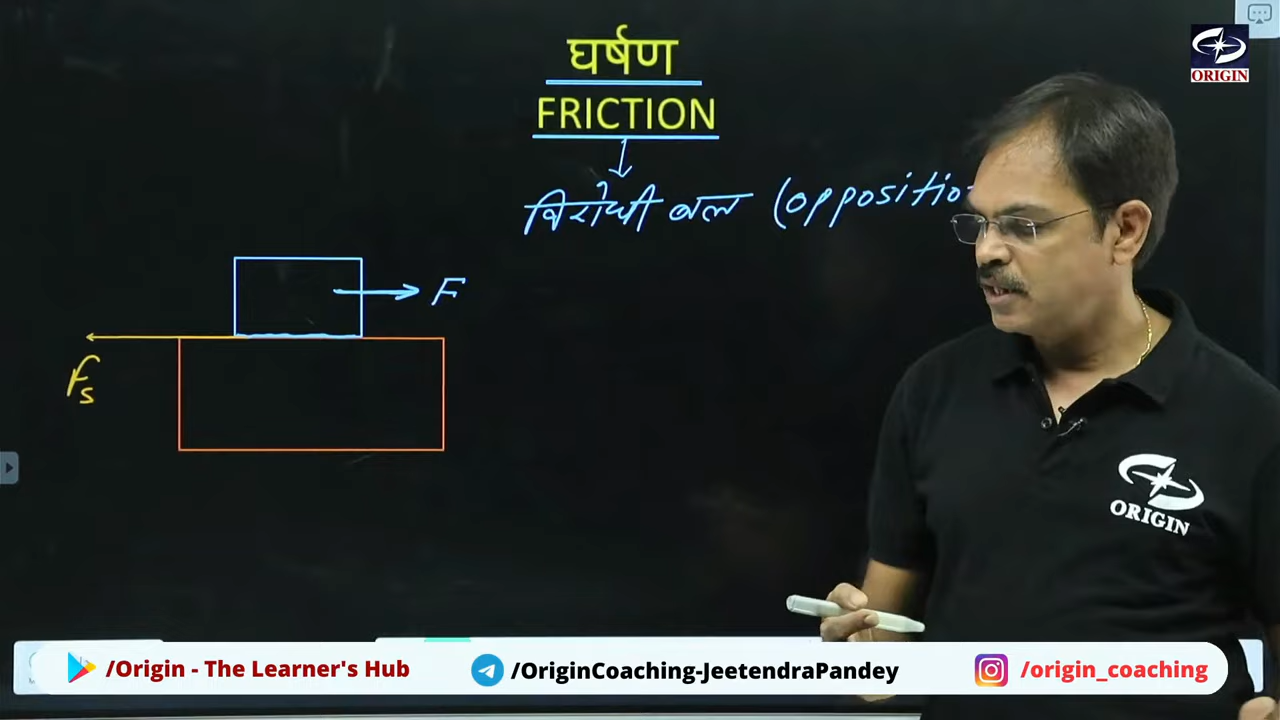 घर्षण
ORIGIN
FRICTION
विरोधी बल (oppositio
F
Fs
ORIGIN
/Origin - The Learner's Hub
/OriginCoaching-JeetendraPandey
/origin_coaching